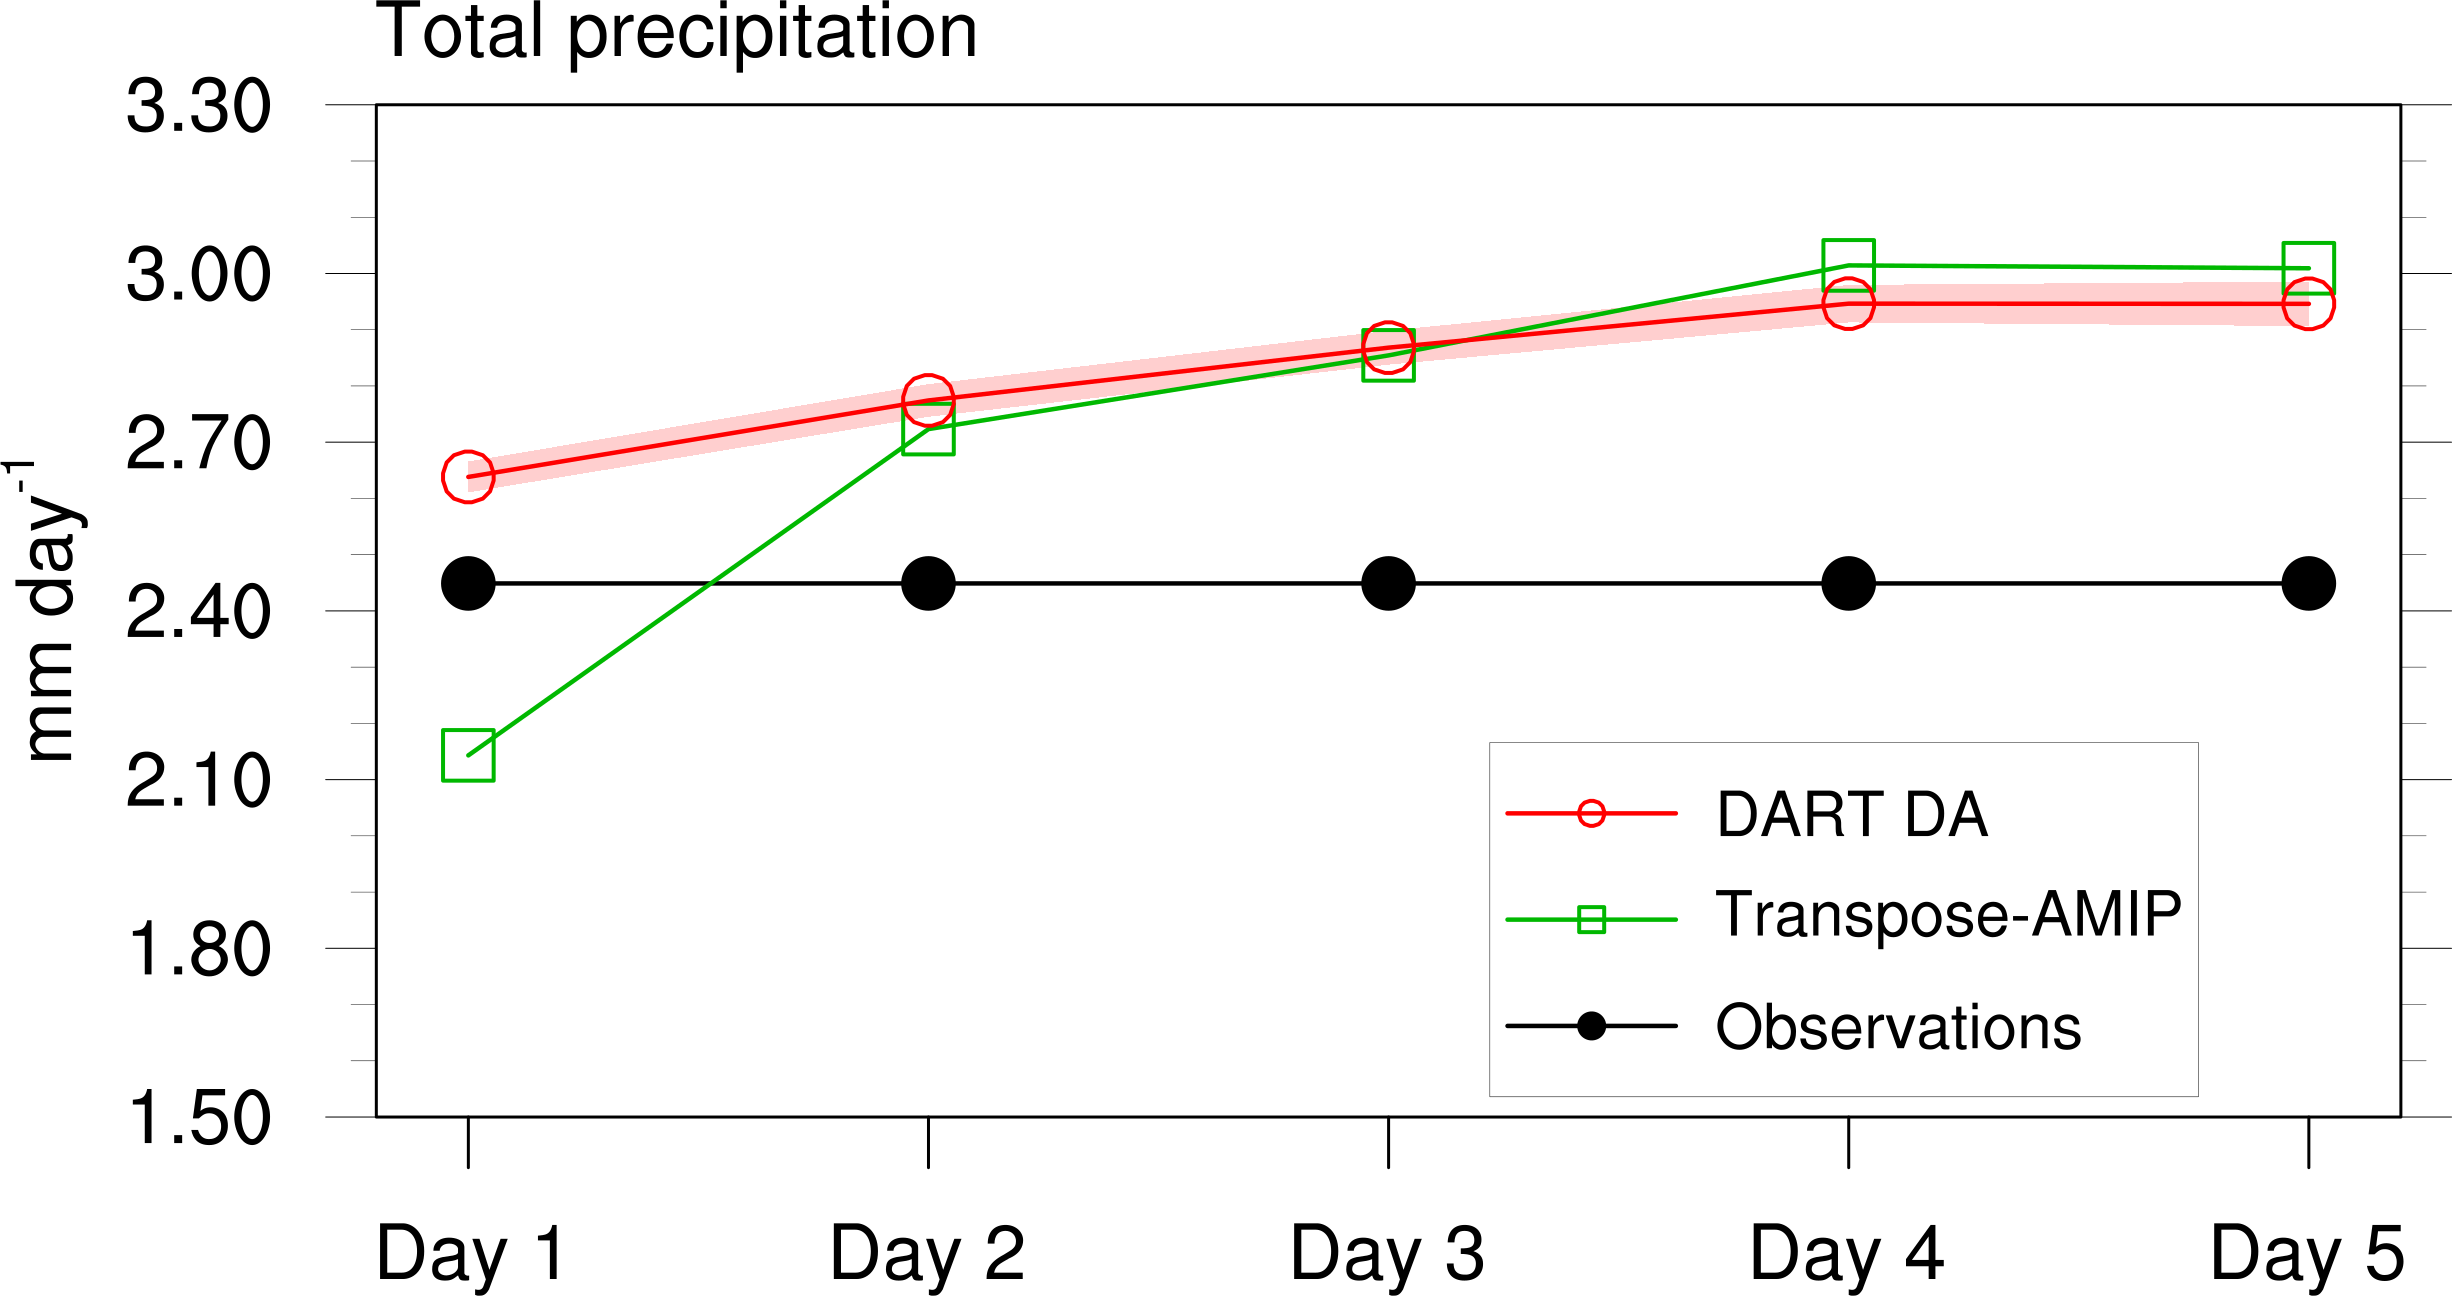 Total precipitation
3.30
3.00
2.70
2.40
2.10
1.80
1.50
mm day-1
DART DA
Transpose-AMIP
Observations
Day 1 Day 2 Day 3 Day 4 Day 5